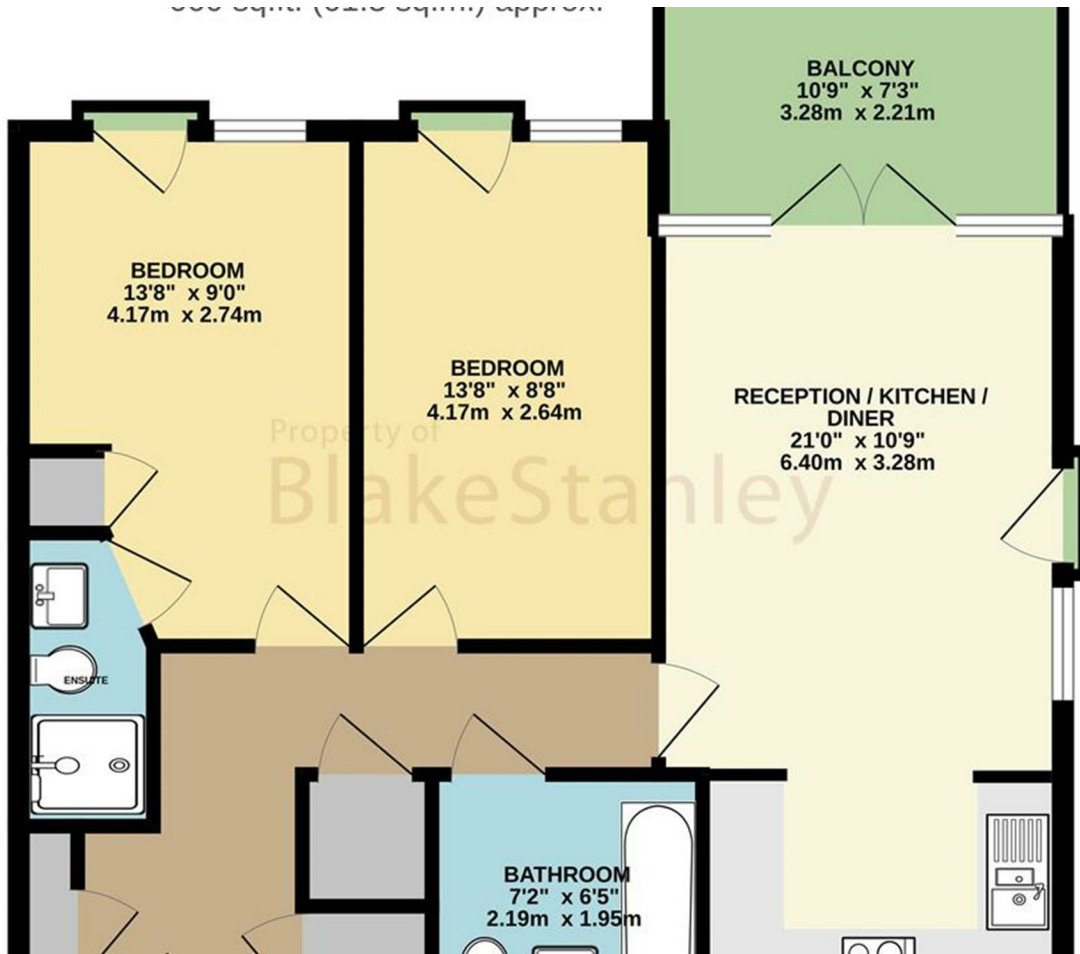 BALCONY
10'9" x 7'3"
3.28m x 2.21m
BEDROOM
13'8" x 9'0"
4.17m x 2.74m
BEDROOM
13'8" x 8'8"
4.17m x 2.64m
RECEPTION / KITCHEN /
DINER
21'0" x 10'9"
6.40m x 3.28m
Property of
BlakeStanley
ENSUITE
BATHROOM
7'2" x 6'5"
2.19m x 1.95m